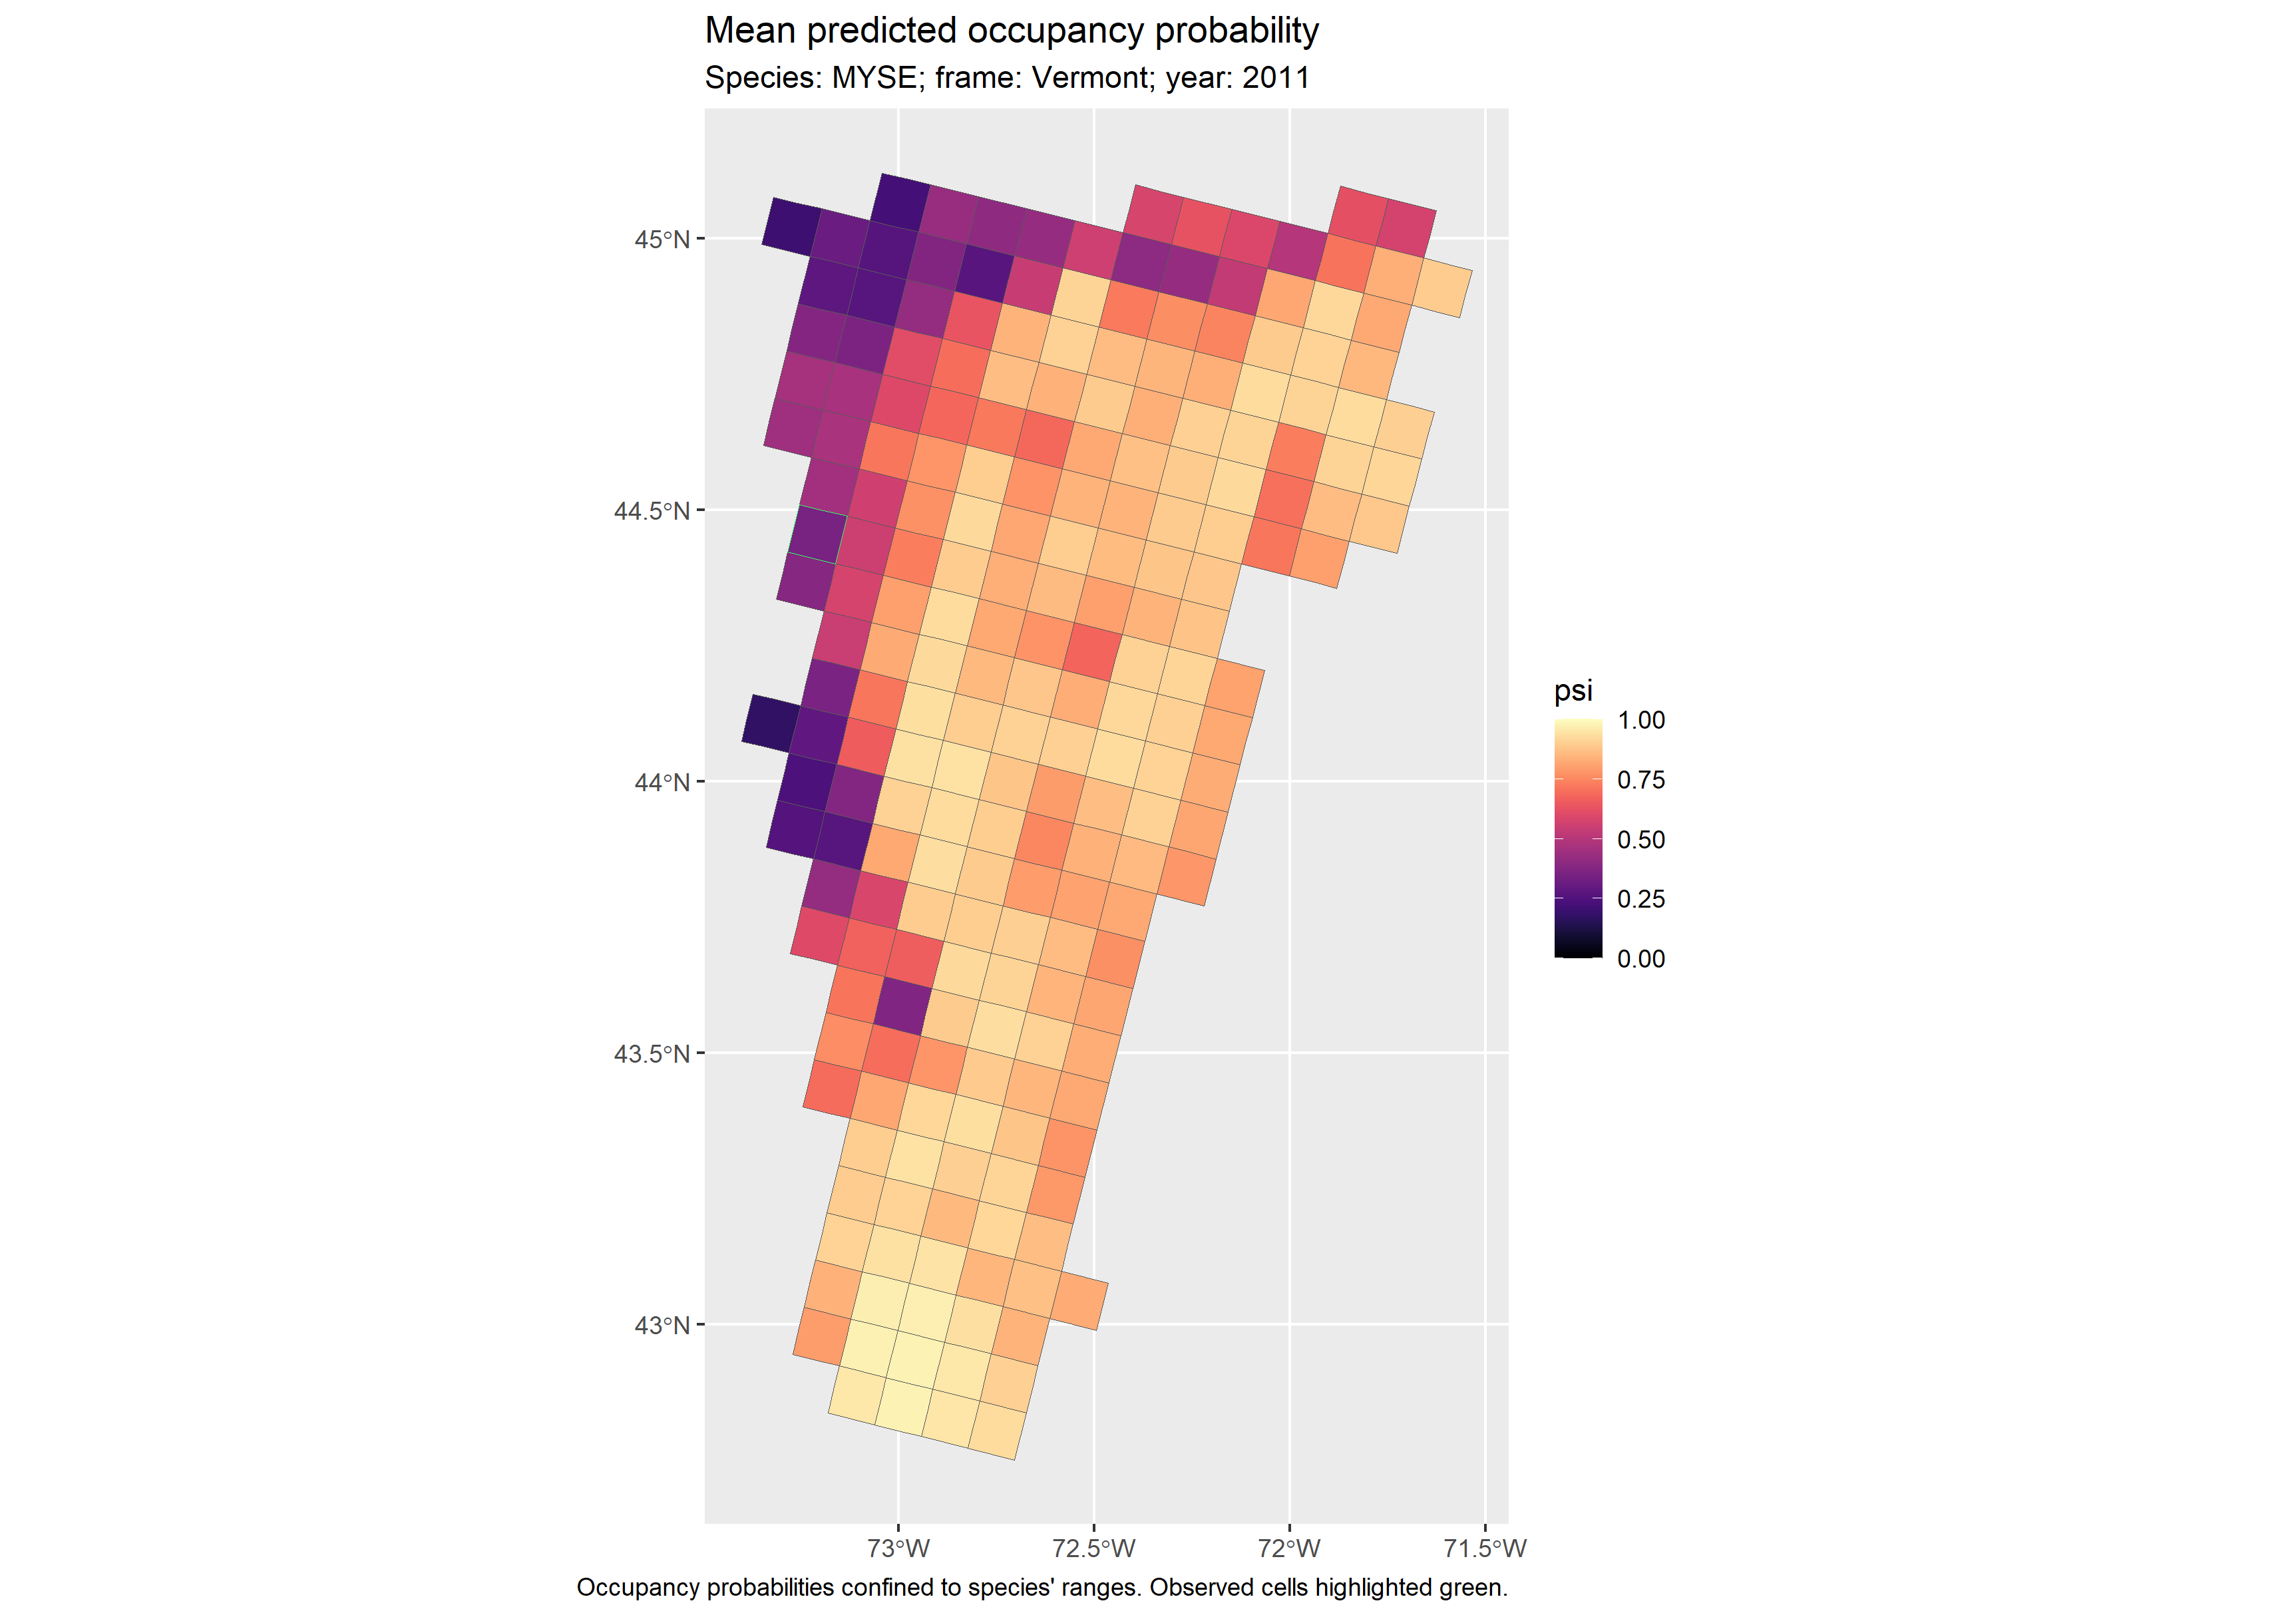 Mean predicted occupancy probability
Species: MYSE; frame: Vermont; year: 2011
45°N
44.5°N
44°N
43.5°N
43°N
73°W
72.5°W
72°W
71.5°W
psi
1.00
0.75
0.50
0.25
0.00
Occupancy probabilities confined to species' ranges. Observed cells highlighted green.